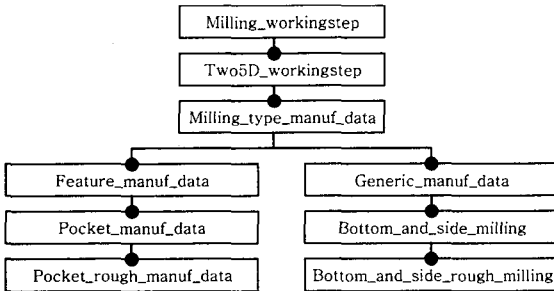 Milling_workingstep
Two5D_workingstep
Milling_type_manuf_data
Feature_manuf_data
Generic_manuf_data
Pocket_manuf_data
Bottom_and_side_milling
Pocket_rough_manuf_data
Bottom_and_side_rough_milling